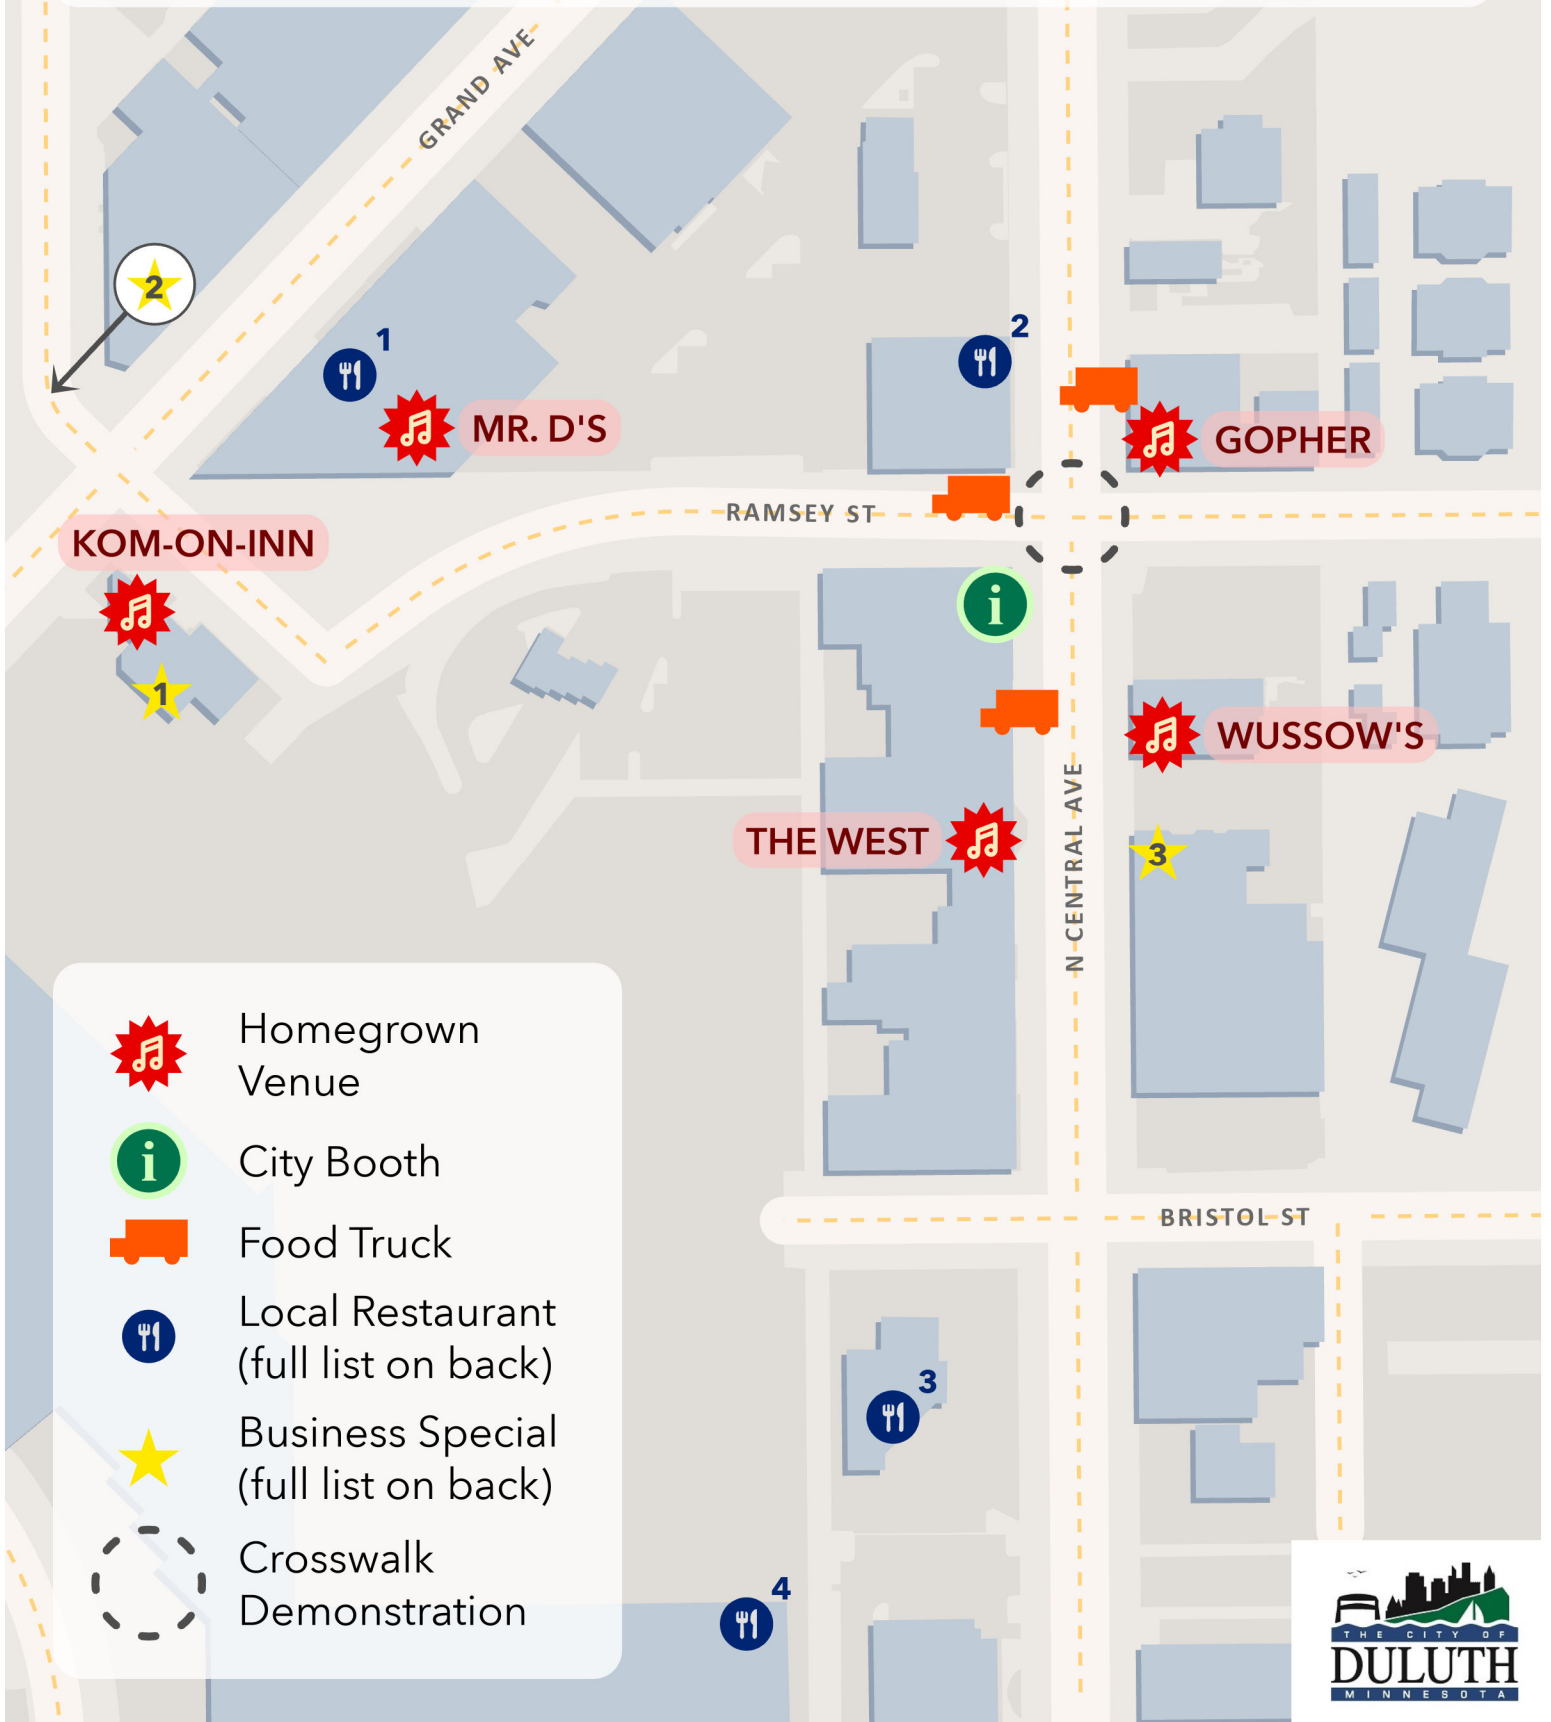 GRAND AVE
2
1
2
MR. D'S
GOPHER
RAMSEY ST
KOM-ON-INN
i
1
WUSSOW'S
THE WEST
3
N CENTRAL AVE
Homegrown
Venue
i
City Booth
BRISTOL ST
Food Truck
Local Restaurant
(full list on back)
3
Business Special
(full list on back)
Crosswalk
Demonstration
4
THE CITY OF
DULUTH
MINNESOTA